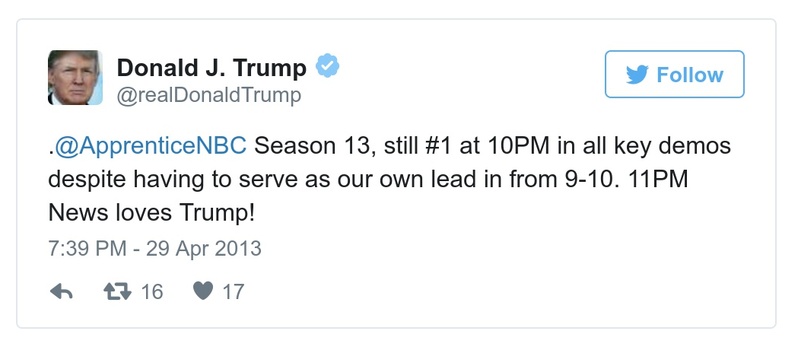 Donald J. Trump
@realDonaldTrump
Follow
.@ApprenticeNBC Season 13, still #1 at 10PM in all key demos
despite having to serve as our own lead in from 9-10. 11PM
News loves Trump!
7:39 PM - 29 Apr 2013
16 17